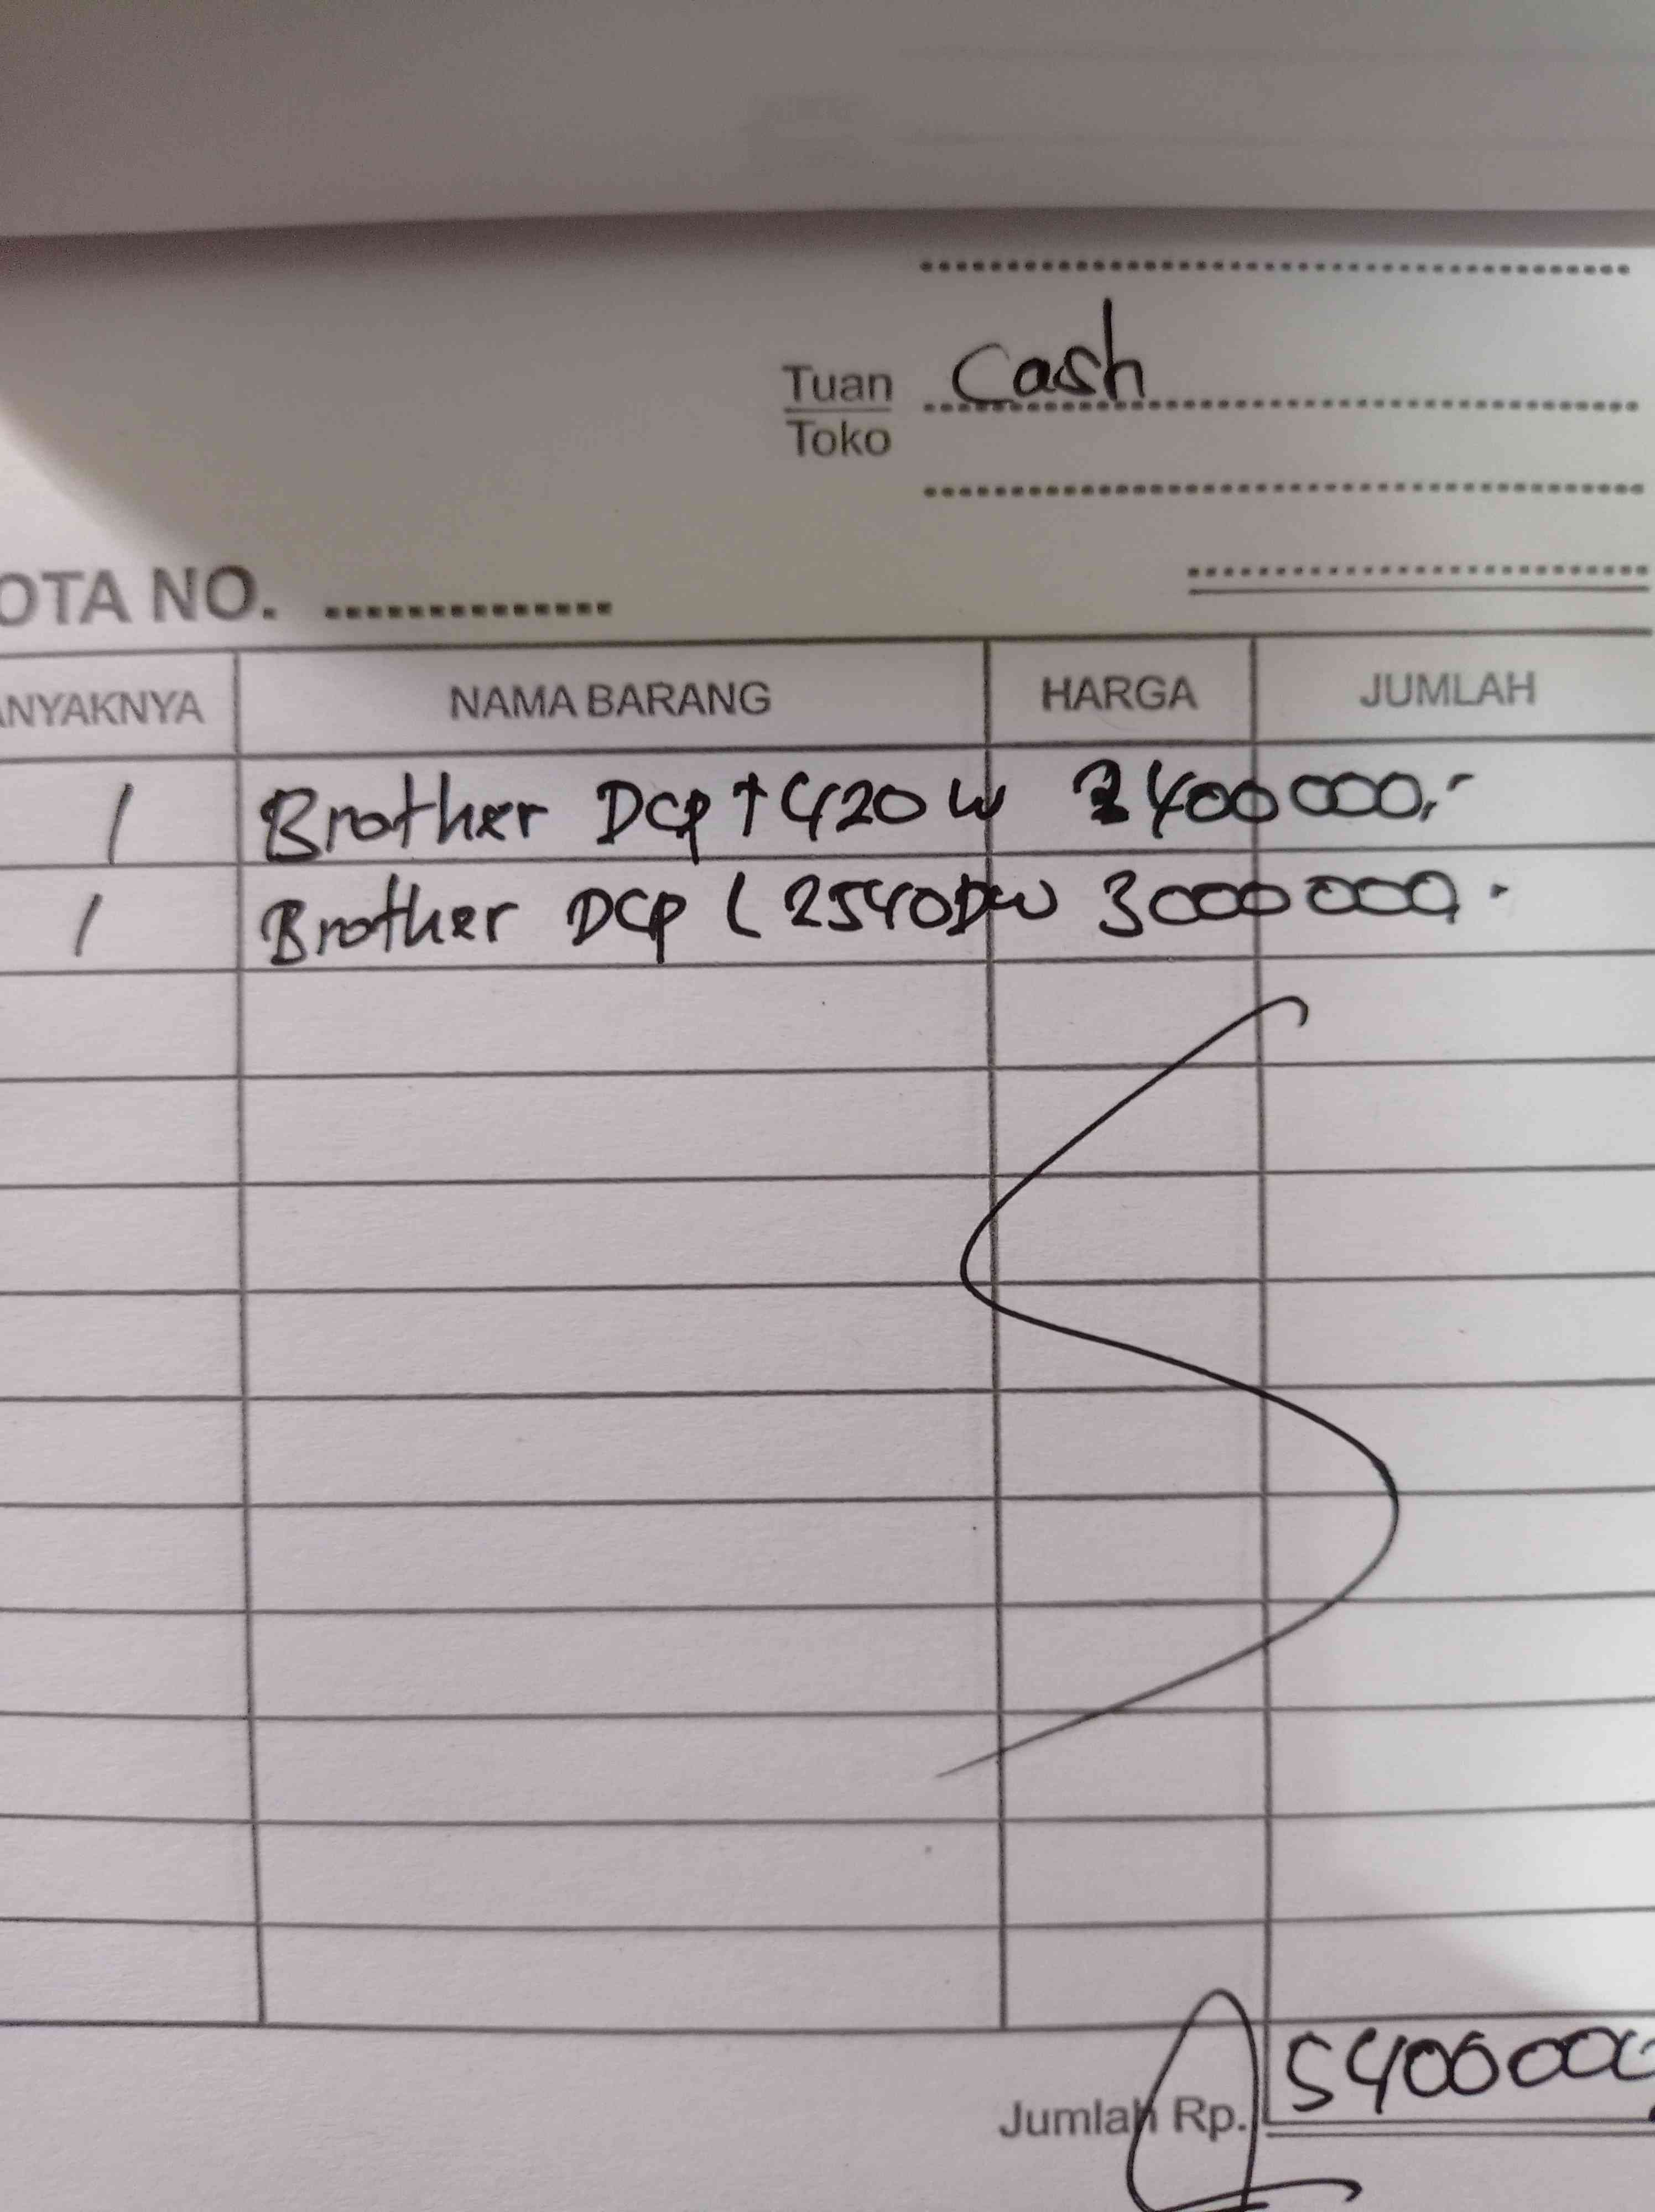 Tuan Cash
Toko
OTA NO. ..............
ANYAKNYA NAMA BARANG HARGA JUMLAH
1 Brother DCP T420W 2400000,-
1 Brother DCP L2540DW 3000000,-
Jumlah Rp. 5400000,